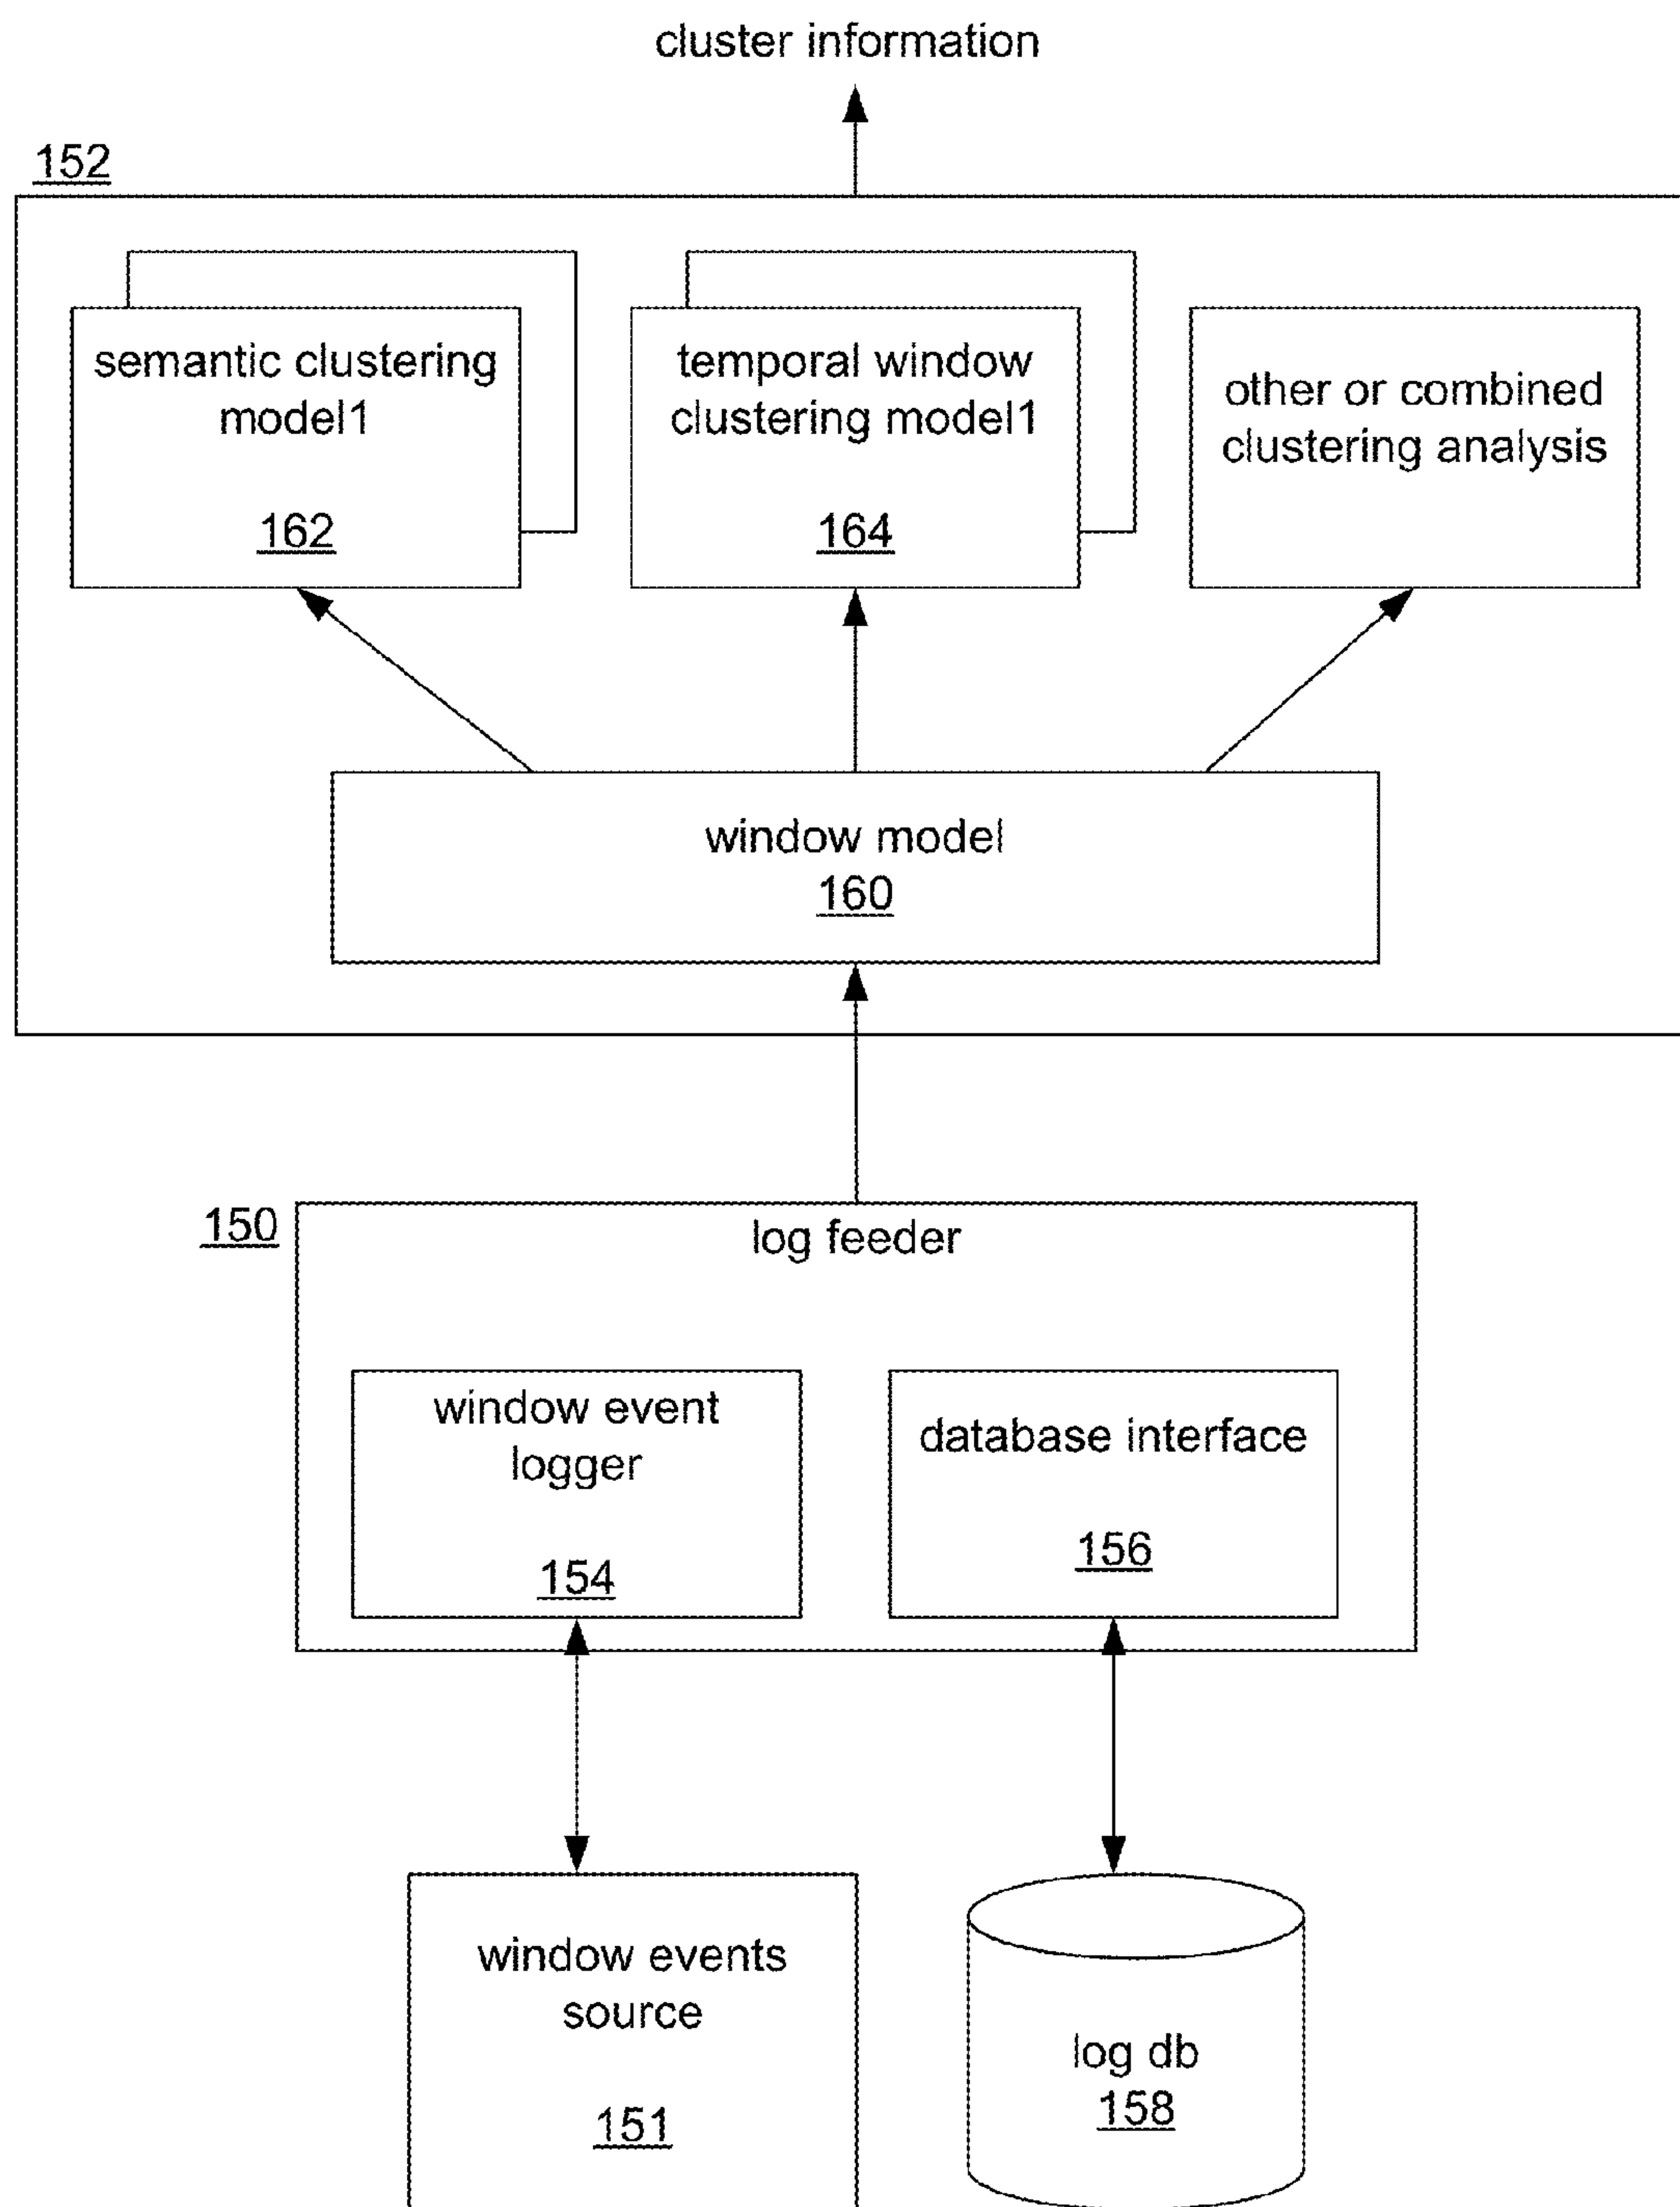 cluster information
152
semantic clustering
model1
162
temporal window
clustering model1
164
other or combined
clustering analysis
window model
160
150
log feeder
window event
logger
154
database interface
156
window events
source
151
log db
158